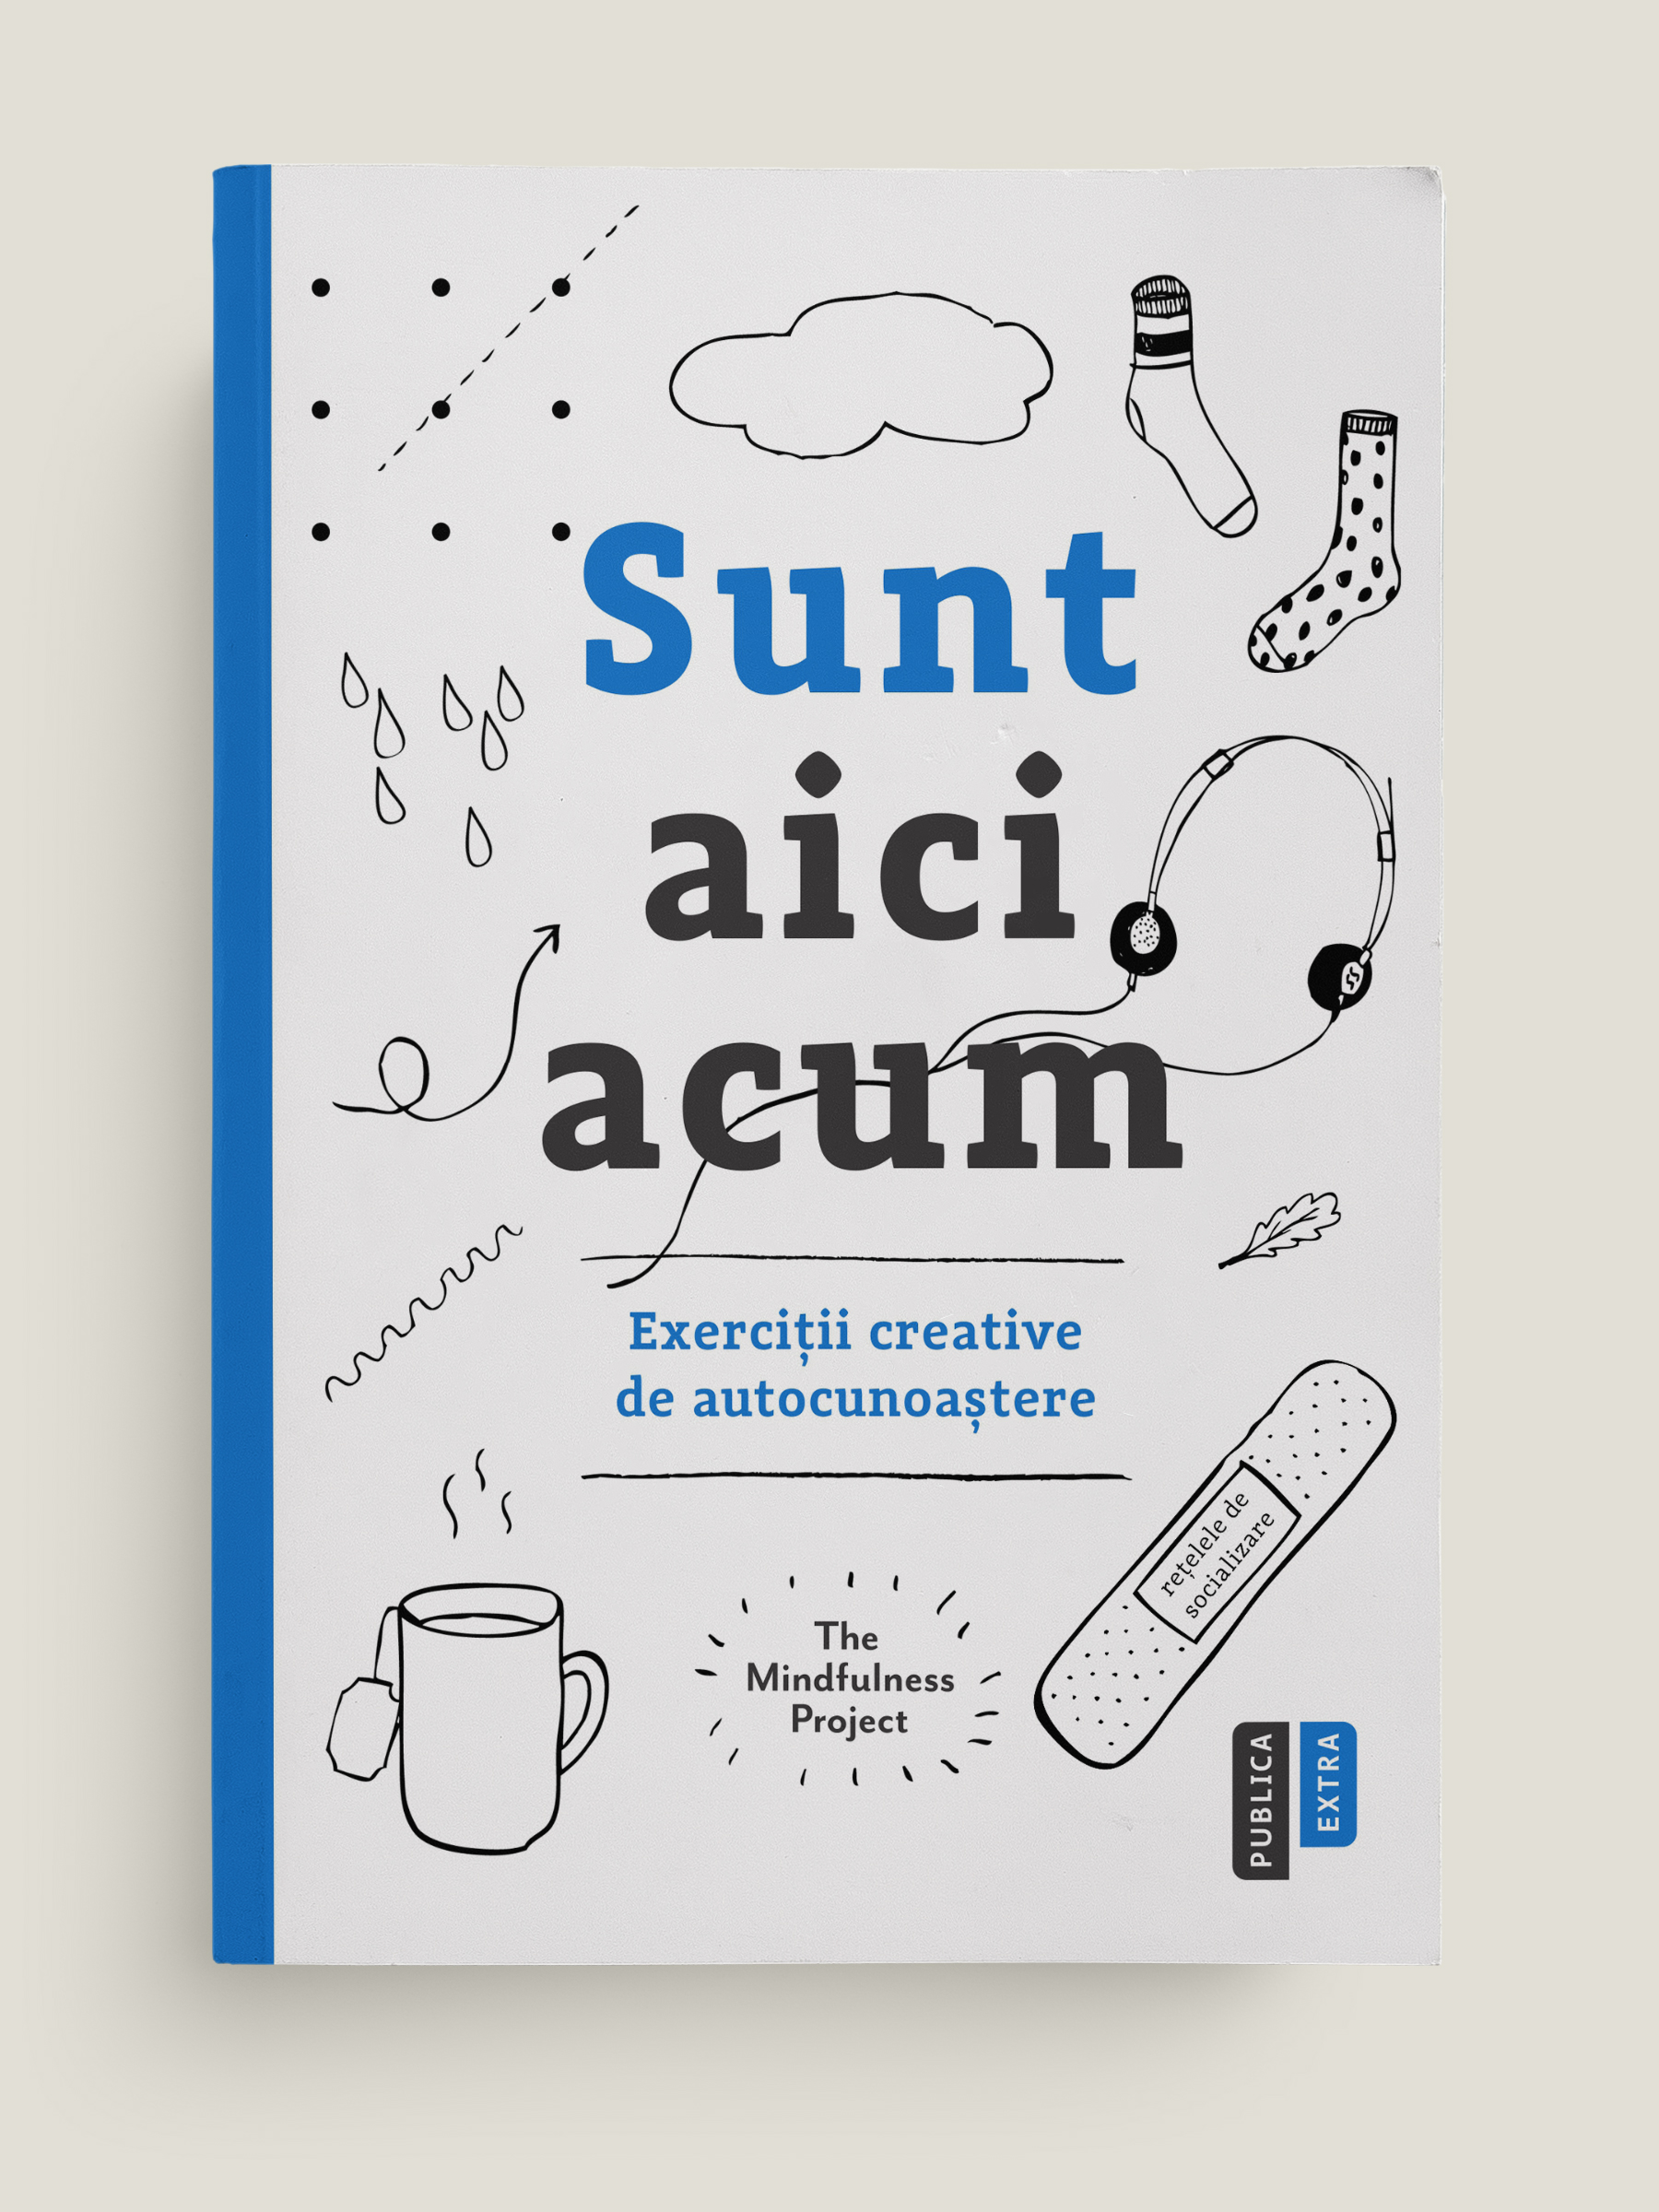 Sunt
aici
acum
Exerciții creative
de autocunoaștere
rețelele de
socializare
The
Mindfulness
Project
PUBLICA
EXTRA